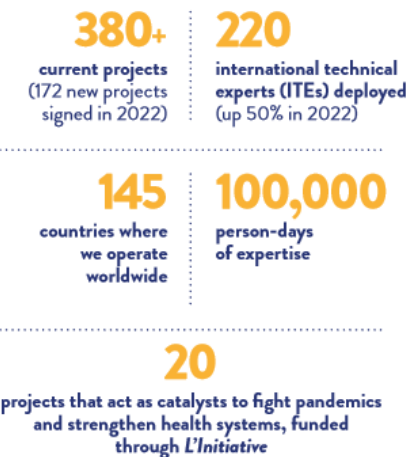 380+
current projects
(172 new projects
signed in 2022)
220
international technical
experts (ITEs) deployed
(up 50% in 2022)
145
countries where
we operate
worldwide
100,000
person-days
of expertise
20
projects that act as catalysts to fight pandemics
and strengthen health systems, funded
through L'Initiative